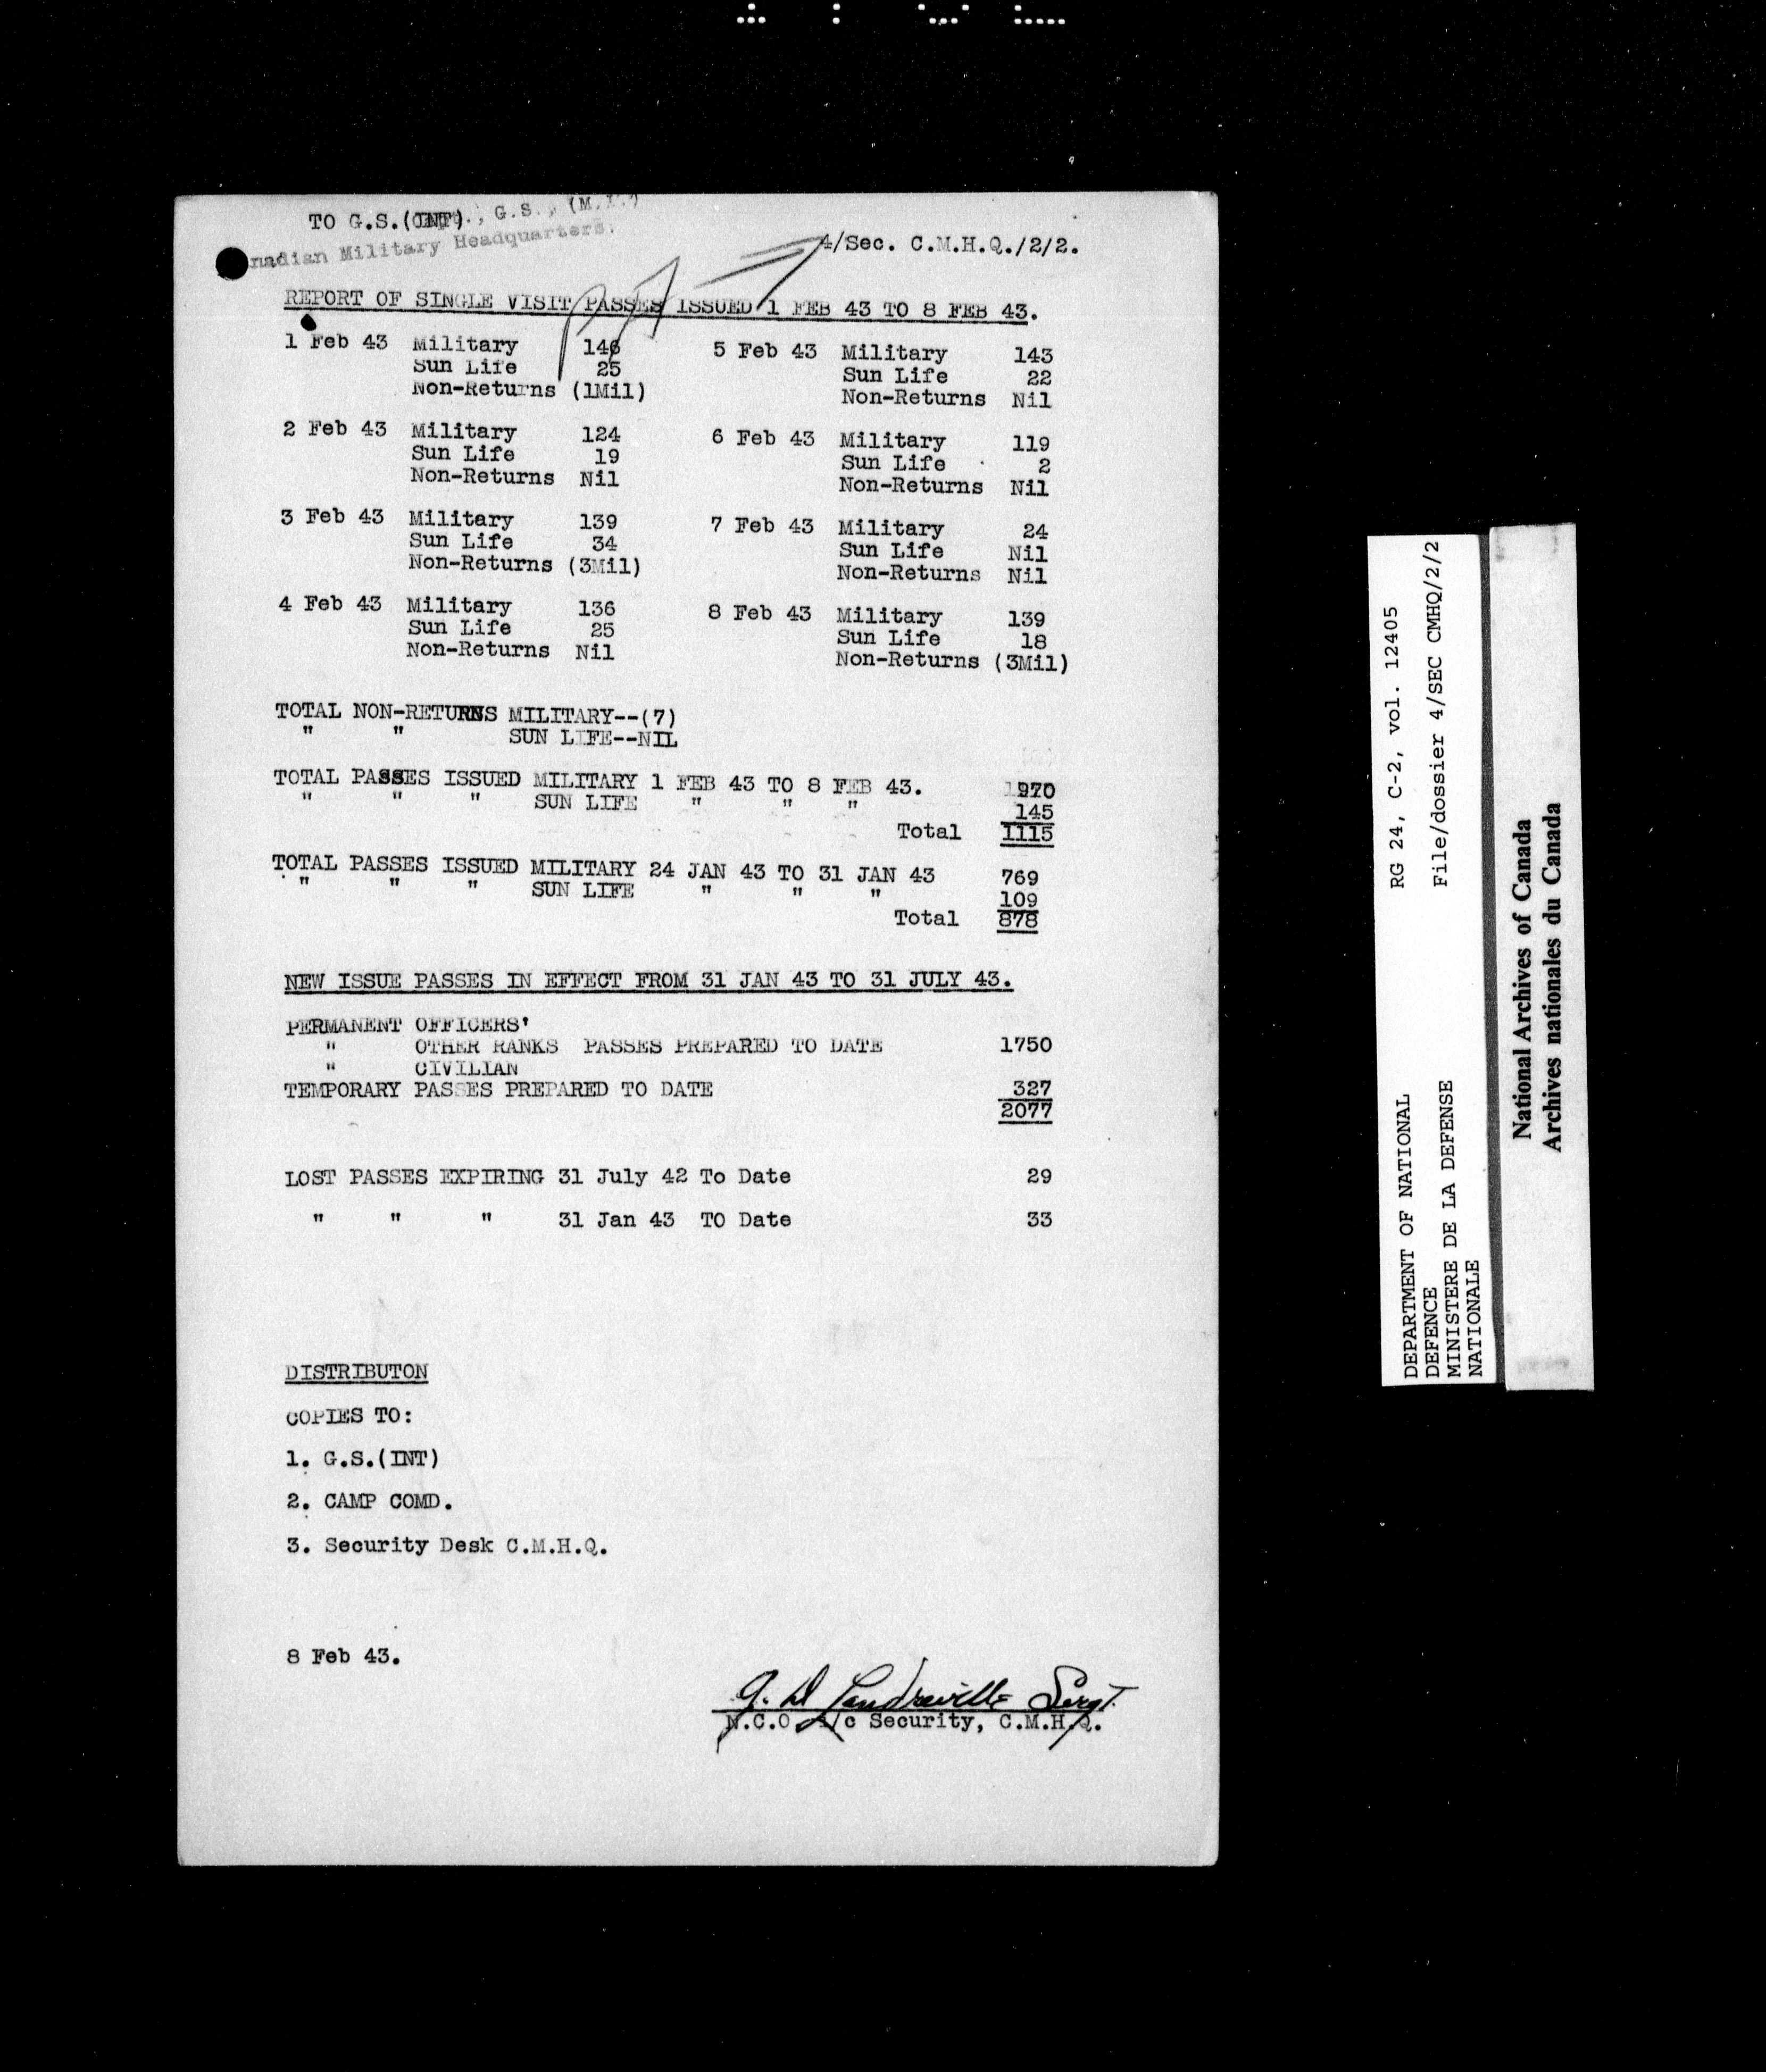 TO G.S.(INT)
G.S., (M.I.)
nadian Military Headquarters.
4/Sec. C.M.H.Q./2/2.
REPORT OF SINGLE VISIT PASSES ISSUED 1 FEB 43 TO 8 FEB 43.
1 Feb 43 Military 146
Sun Life 25
Non-Returns (1Mil)
2 Feb 43 Military 124
Sun Life 19
Non-Returns Nil
3 Feb 43 Military 139
Sun Life 34
Non-Returns (3Mil)
4 Feb 43 Military 136
Sun Life 25
Non-Returns Nil
5 Feb 43 Military 143
Sun Life 22
Non-Returns Nil
6 Feb 43 Military 119
Sun Life 2
Non-Returns Nil
7 Feb 43 Military 24
Sun Life Nil
Non-Returns Nil
8 Feb 43 Military 139
Sun Life 18
Non-Returns (3Mil)
TOTAL NON-RETURNS MILITARY--(7)
" " SUN LIFE--NIL
TOTAL PASSES ISSUED MILITARY 1 FEB 43 TO 8 FEB 43. 970
" " " SUN LIFE " " " 145
Total 1115
TOTAL PASSES ISSUED MILITARY 24 JAN 43 TO 31 JAN 43 769
" " " SUN LIFE " " " 109
Total 878
NEW ISSUE PASSES IN EFFECT FROM 31 JAN 43 TO 31 JULY 43.
PERMANENT OFFICERS'
" OTHER RANKS PASSES PREPARED TO DATE 1750
" CIVILIAN
TEMPORARY PASSES PREPARED TO DATE 327
2077
LOST PASSES EXPIRING 31 July 42 To Date 29
" " " 31 Jan 43 TO Date 33
DISTRIBUTON
COPIES TO:
1. G.S.(INT)
2. CAMP COMD.
3. Security Desk C.M.H.Q.
8 Feb 43.
Landreville Sergt.
N.C.O. i/c Security, C.M.H.Q.
DEPARTMENT OF NATIONAL RG 24, C-2, vol. 12405
DEFENCE File/dossier 4/SEC CMHQ/2/2
MINISTERE DE LA DEFENSE
NATIONALE
National Archives of Canada
Archives nationales du Canada